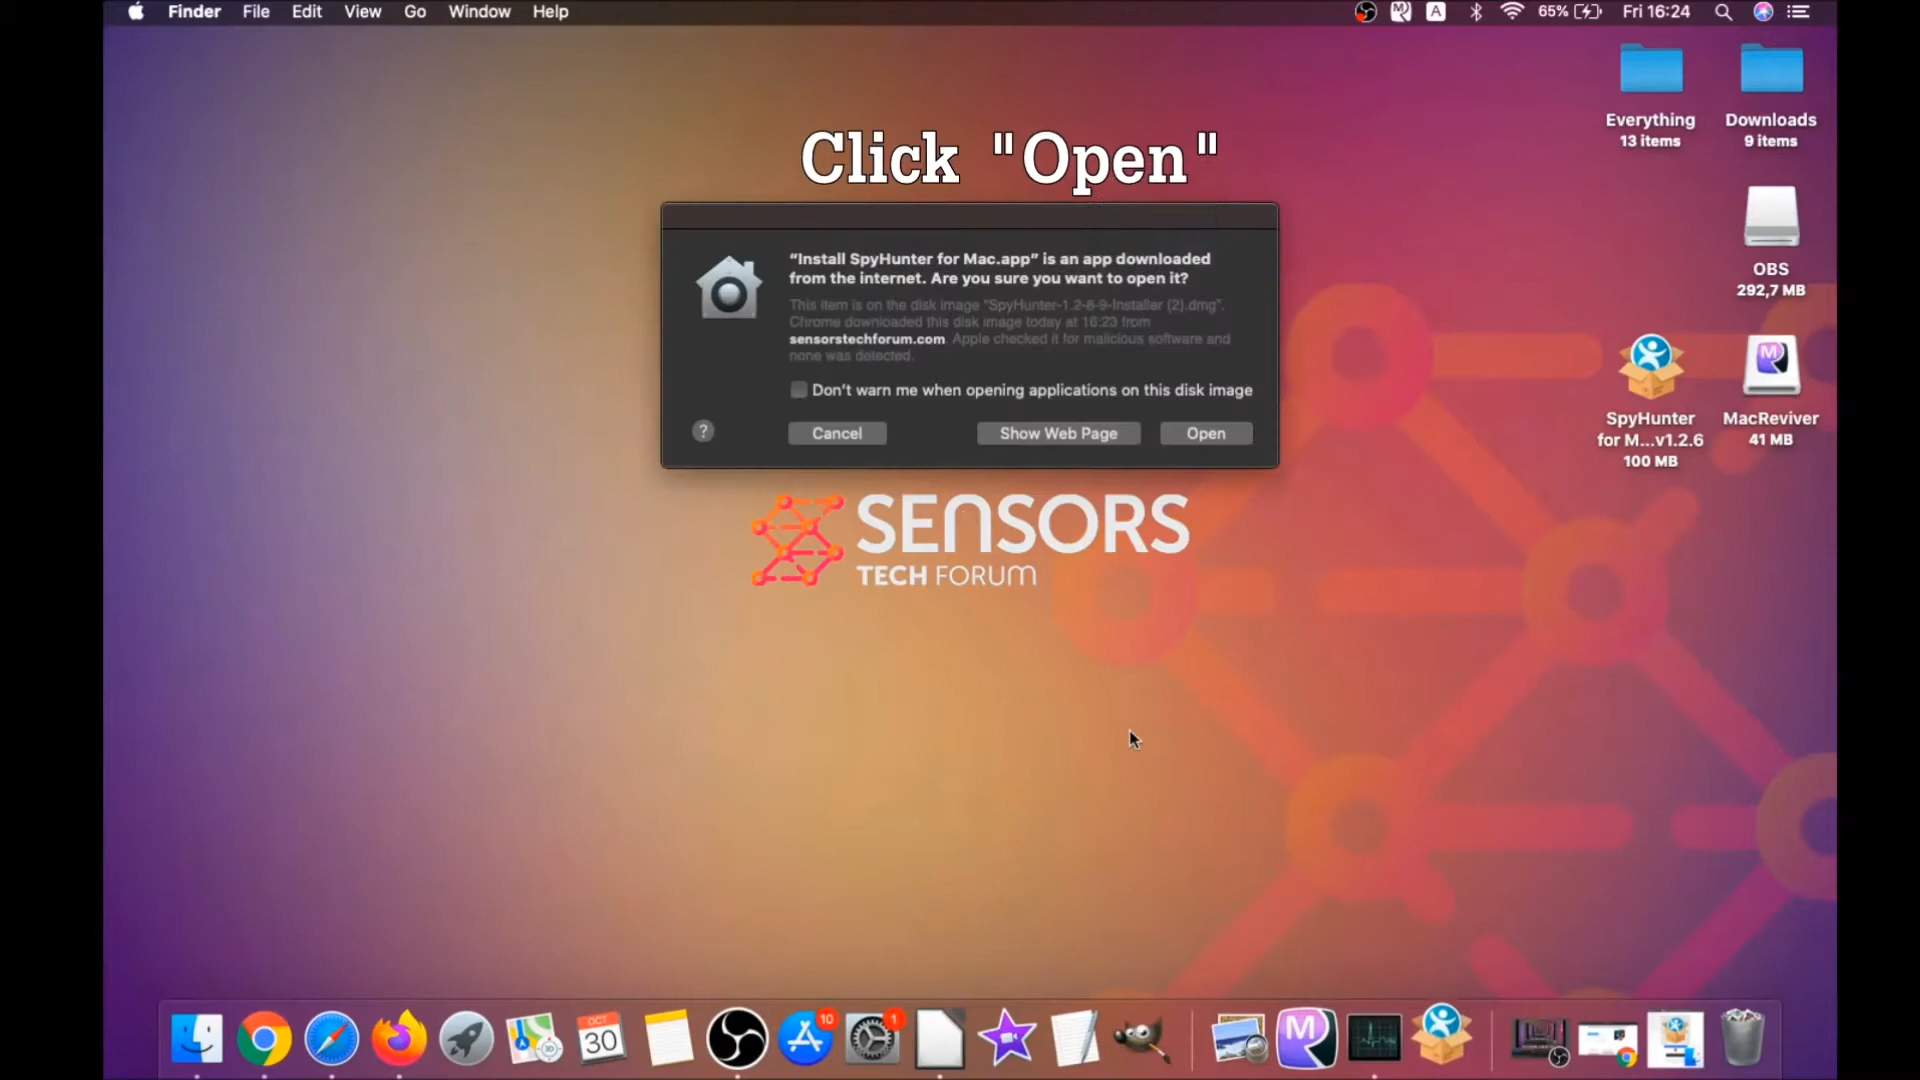 Finder File Edit View Go Window Help
A 65% Fri 16:24
Everything
13 items
Downloads
9 items
OBS
292,7 MB
SpyHunter
for M...v1.2.6
100 MB
MacReviver
41 MB
Click "Open"
“Install SpyHunter for Mac.app” is an app downloaded
from the internet. Are you sure you want to open it?
This item is on the disk image “SpyHunter-1.2-8-9-Installer (2).dmg”.
Chrome downloaded this disk image today at 16:23 from
sensorstechforum.com. Apple checked it for malicious software and
none was detected.
Don’t warn me when opening applications on this disk image
? Cancel Show Web Page Open
SENSORS
TECH FORUM
OCT
30
10
1